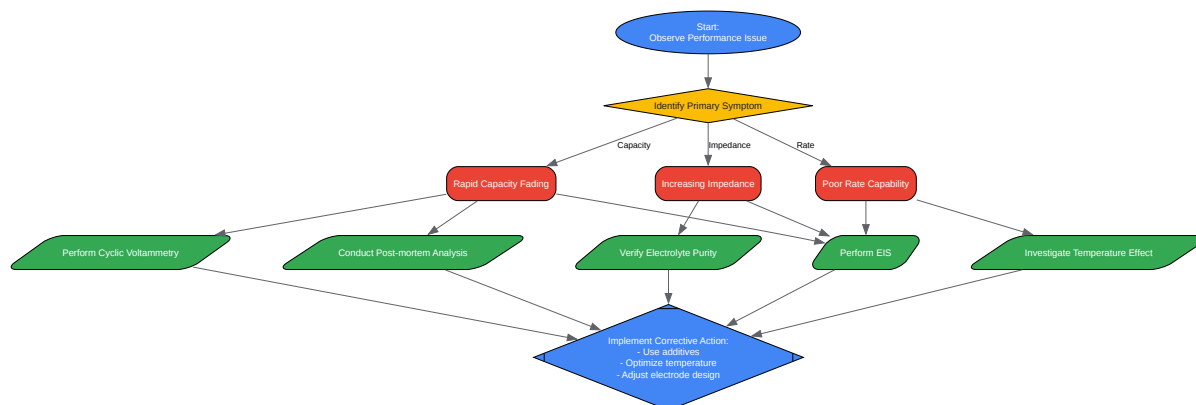 Start:
Observe Performance Issue
Identify Primary Symptom
Capacity
Impedance
Rate
Rapid Capacity Fading
Increasing Impedance
Poor Rate Capability
Perform Cyclic Voltammetry
Conduct Post-mortem Analysis
Verify Electrolyte Purity
Perform EIS
Investigate Temperature Effect
Implement Corrective Action:
- Use additives
- Optimize temperature
- Adjust electrode design